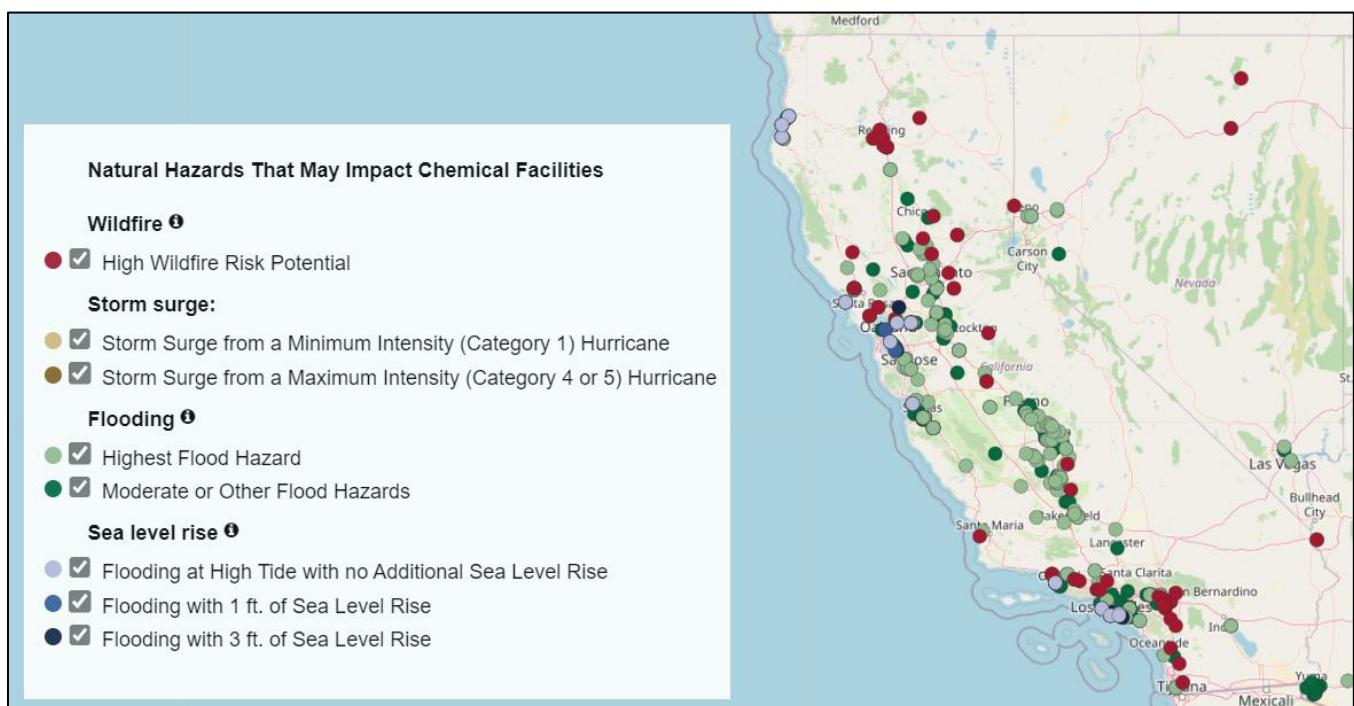 Natural Hazards That May Impact Chemical Facilities
Wildfire
High Wildfire Risk Potential
Storm surge:
Storm Surge from a Minimum Intensity (Category 1) Hurricane
Storm Surge from a Maximum Intensity (Category 4 or 5) Hurricane
Flooding
Highest Flood Hazard
Moderate or Other Flood Hazards
Sea level rise
Flooding at High Tide with no Additional Sea Level Rise
Flooding with 1 ft. of Sea Level Rise
Flooding with 3 ft. of Sea Level Rise
Medford
Carson
City
Nevada
California
Las Vegas
Bullhead
City
Santa Maria
Lancaster
Santa Clarita
Mexicali